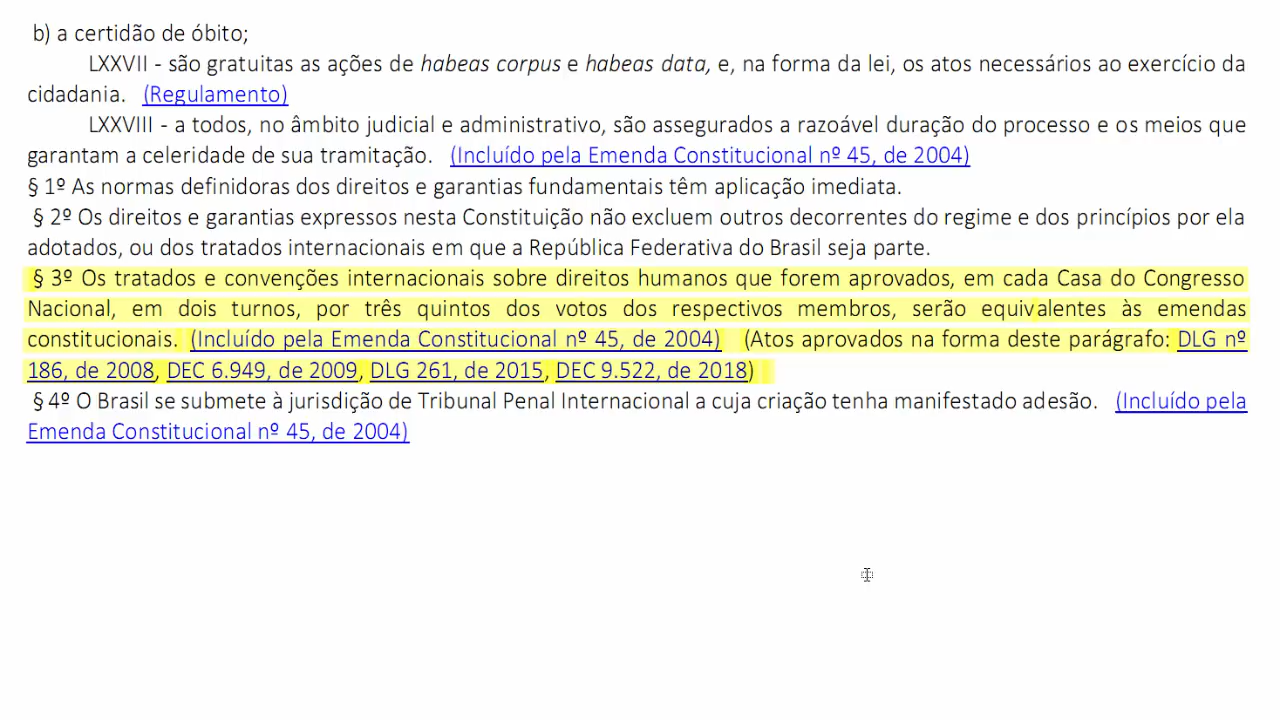 b) a certidão de óbito;
LXXVII - são gratuitas as ações de habeas corpus e habeas data, e, na forma da lei, os atos necessários ao exercício da
cidadania. (Regulamento)
LXXVIII - a todos, no âmbito judicial e administrativo, são assegurados a razoável duração do processo e os meios que
garantam a celeridade de sua tramitação. (Incluído pela Emenda Constitucional nº 45, de 2004)
§ 1º As normas definidoras dos direitos e garantias fundamentais têm aplicação imediata.
§ 2º Os direitos e garantias expressos nesta Constituição não excluem outros decorrentes do regime e dos princípios por ela
adotados, ou dos tratados internacionais em que a República Federativa do Brasil seja parte.
§ 3º Os tratados e convenções internacionais sobre direitos humanos que forem aprovados, em cada Casa do Congresso
Nacional, em dois turnos, por três quintos dos votos dos respectivos membros, serão equivalentes às emendas
constitucionais. (Incluído pela Emenda Constitucional nº 45, de 2004) (Atos aprovados na forma deste parágrafo: DLG nº
186, de 2008, DEC 6.949, de 2009, DLG 261, de 2015, DEC 9.522, de 2018)
§ 4º O Brasil se submete à jurisdição de Tribunal Penal Internacional a cuja criação tenha manifestado adesão. (Incluído pela
Emenda Constitucional nº 45, de 2004)